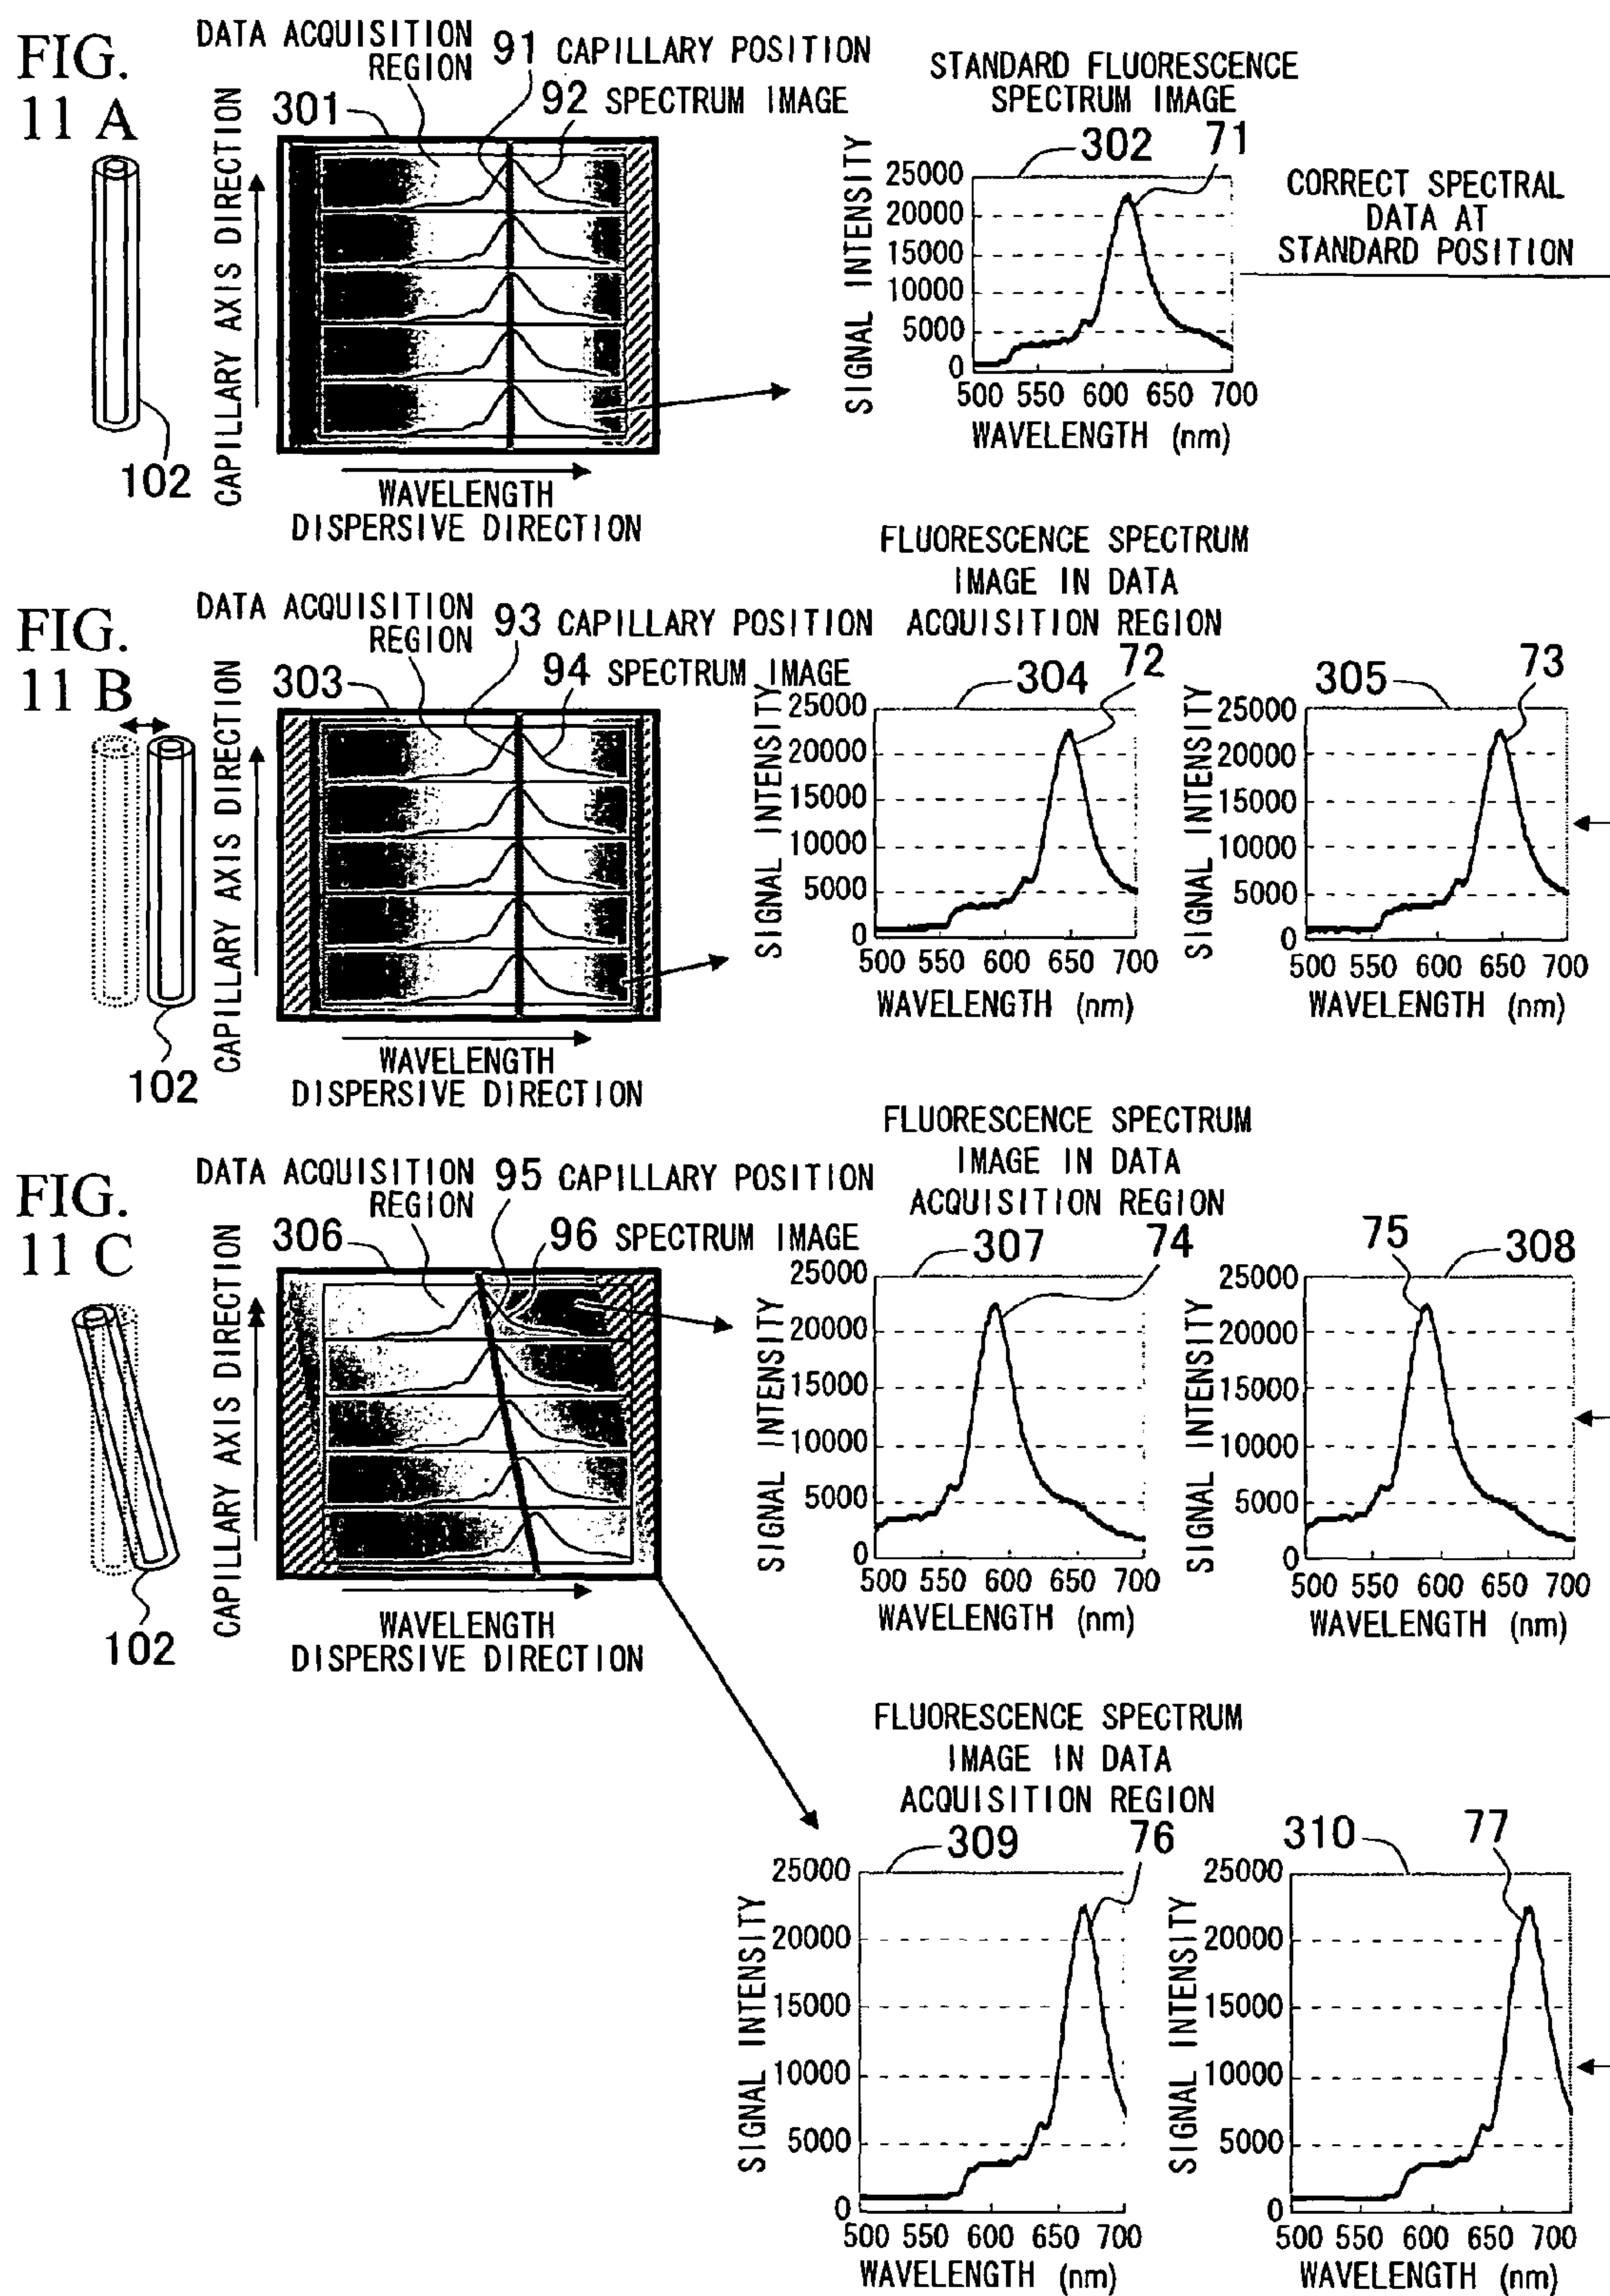 FIG.
11 A
DATA ACQUISITION
REGION
91 CAPILLARY POSITION
92 SPECTRUM IMAGE
301
CAPILLARY AXIS DIRECTION
102
WAVELENGTH
DISPERSIVE DIRECTION
STANDARD FLUORESCENCE
SPECTRUM IMAGE
302
71
SIGNAL INTENSITY
25000
20000
15000
10000
5000
0
500 550 600 650 700
WAVELENGTH (nm)
CORRECT SPECTRAL
DATA AT
STANDARD POSITION
FIG.
11 B
DATA ACQUISITION
REGION
93 CAPILLARY POSITION
94 SPECTRUM IMAGE
303
CAPILLARY AXIS DIRECTION
102
WAVELENGTH
DISPERSIVE DIRECTION
FLUORESCENCE SPECTRUM
IMAGE IN DATA
ACQUISITION REGION
304
72
SIGNAL INTENSITY
25000
20000
15000
10000
5000
0
500 550 600 650 700
WAVELENGTH (nm)
305
73
SIGNAL INTENSITY
25000
20000
15000
10000
5000
0
500 550 600 650 700
WAVELENGTH (nm)
FIG.
11 C
DATA ACQUISITION
REGION
95 CAPILLARY POSITION
96 SPECTRUM IMAGE
306
CAPILLARY AXIS DIRECTION
102
WAVELENGTH
DISPERSIVE DIRECTION
FLUORESCENCE SPECTRUM
IMAGE IN DATA
ACQUISITION REGION
307
74
SIGNAL INTENSITY
25000
20000
15000
10000
5000
0
500 550 600 650 700
WAVELENGTH (nm)
75
308
SIGNAL INTENSITY
25000
20000
15000
10000
5000
0
500 550 600 650 700
WAVELENGTH (nm)
FLUORESCENCE SPECTRUM
IMAGE IN DATA
ACQUISITION REGION
309
76
SIGNAL INTENSITY
25000
20000
15000
10000
5000
0
500 550 600 650 700
WAVELENGTH (nm)
310
77
SIGNAL INTENSITY
25000
20000
15000
10000
5000
0
500 550 600 650 700
WAVELENGTH (nm)